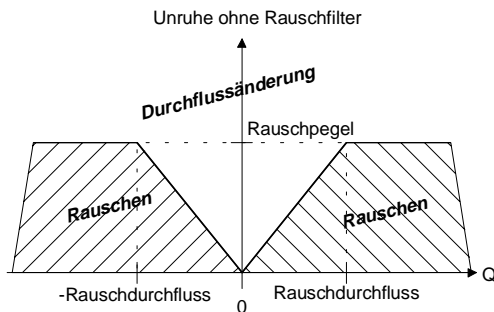 Unruhe ohne Rauschfilter
Durchflussänderung
Rauschpegel
Rauschen
Rauschen
Q
-Rauschdurchfluss
0
Rauschdurchfluss